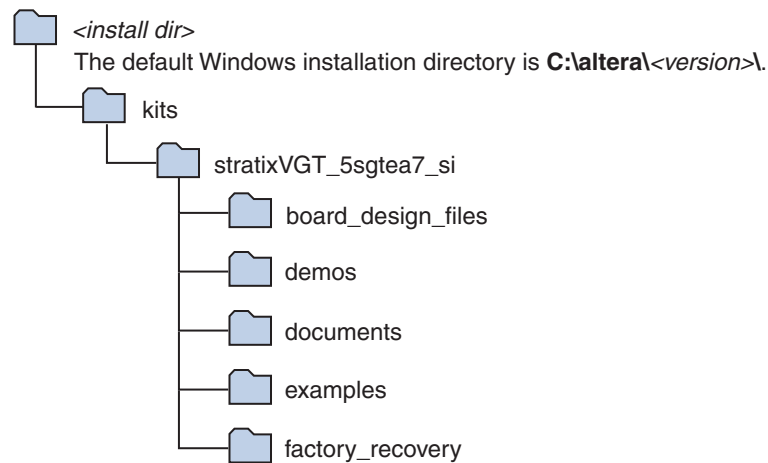 <install dir>
The default Windows installation directory is C:\altera\<version>\.
kits
stratixVGT_5sgtea7_si
board_design_files
demos
documents
examples
factory_recovery